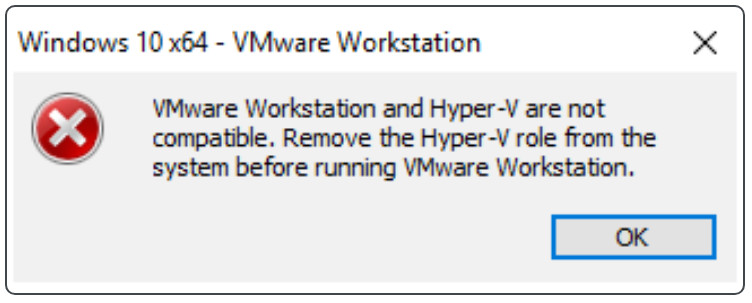 Windows 10 x64 - VMware Workstation
VMware Workstation and Hyper-V are not
compatible. Remove the Hyper-V role from the
system before running VMware Workstation.
OK